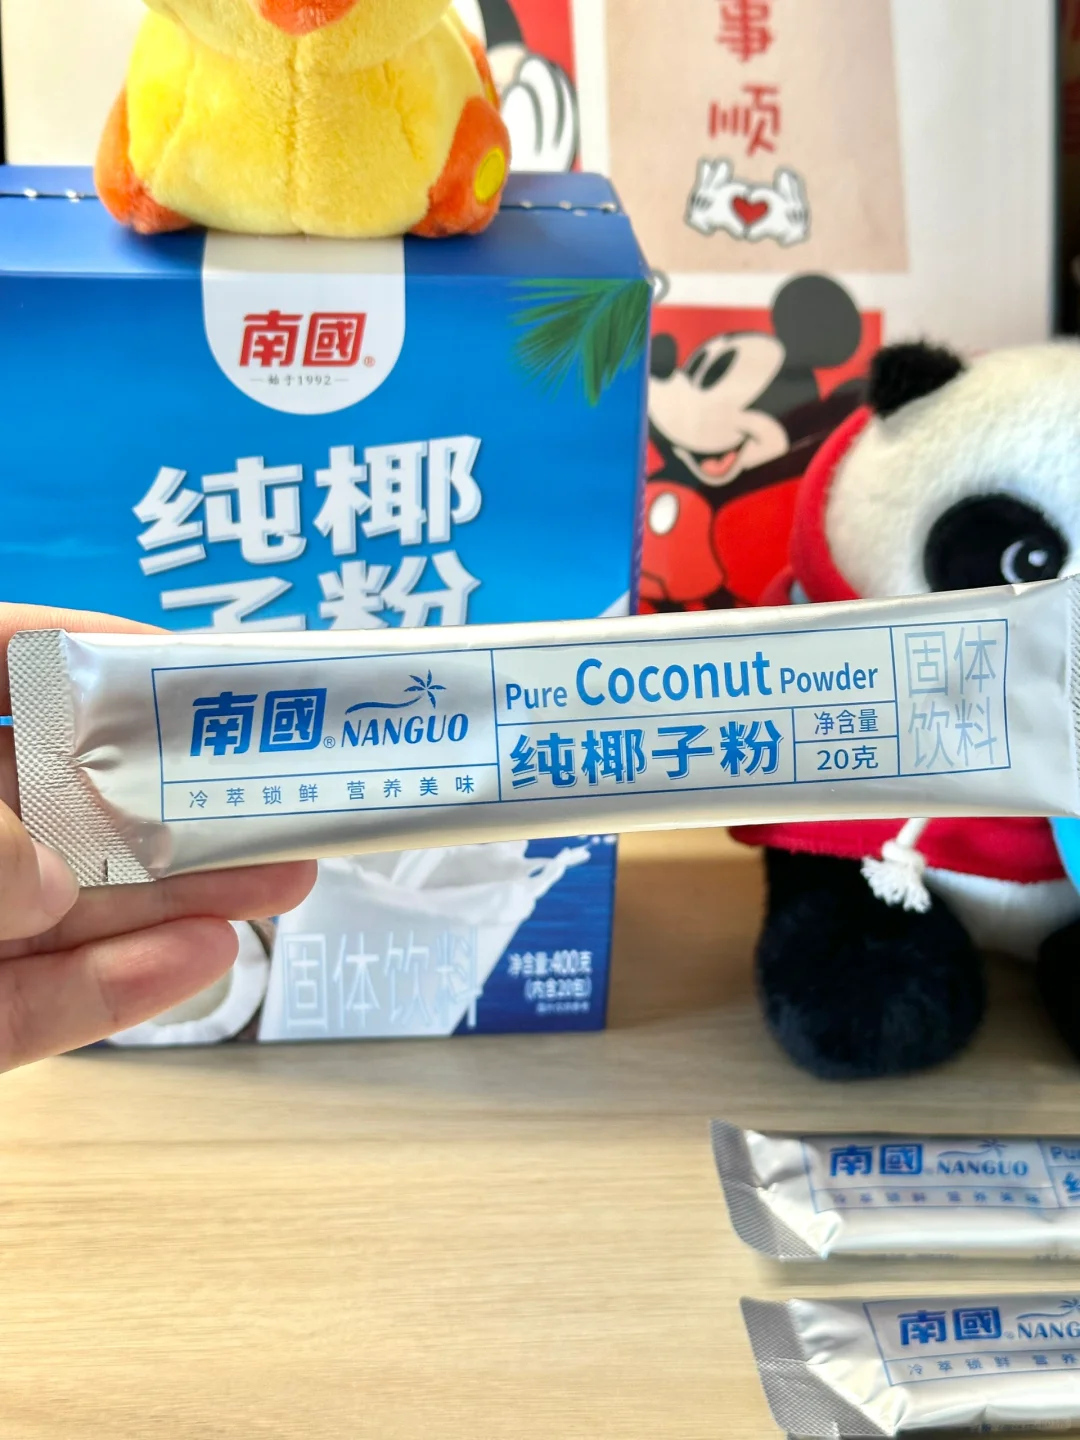 事
顺
南國®
始于1992
纯椰
子粉
南國® NANGUO
冷萃锁鲜 营养美味
Pure Coconut Powder
纯椰子粉
净含量
20克
固体
饮料
固体饮料
净含量:400克
(内含20包)
南國® NANGUO
Pu
南國® NANG
冷萃锁鲜 营养